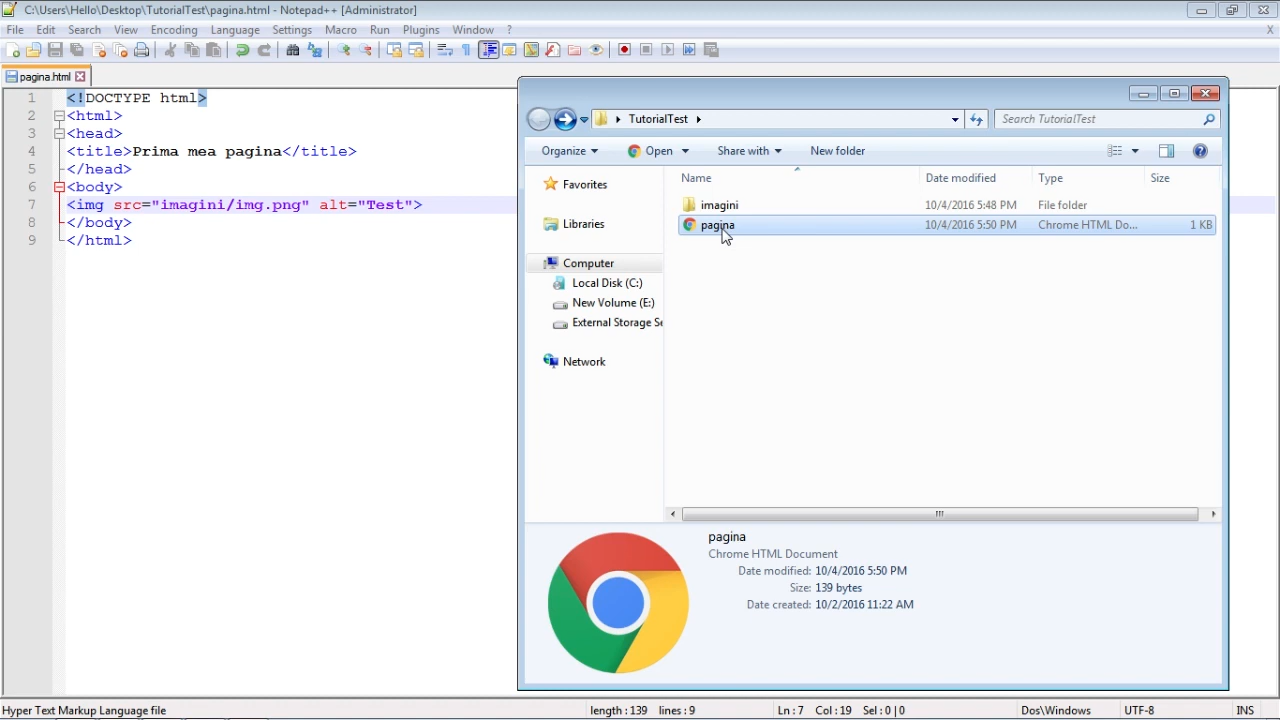 C:\Users\Hello\Desktop\TutorialTest\pagina.html - Notepad++ [Administrator]
File Edit Search View Encoding Language Settings Macro Run Plugins Window ? X
pagina.html
1 <!DOCTYPE html>
2 <html>
3 <head>
4 <title>Prima mea pagina</title>
5 </head>
6 <body>
7 <img src="imagini/img.png" alt="Test">
8 </body>
9 </html>
TutorialTest
Search TutorialTest
Organize Open Share with New folder
Name Date modified Type Size
Favorites
Libraries
Computer
Local Disk (C:)
New Volume (E:)
External Storage Se
Network
imagini 10/4/2016 5:48 PM File folder
pagina 10/4/2016 5:50 PM Chrome HTML Do... 1 KB
pagina
Chrome HTML Document
Date modified: 10/4/2016 5:50 PM
Size: 139 bytes
Date created: 10/2/2016 11:22 AM
Hyper Text Markup Language file length : 139 lines : 9 Ln : 7 Col : 19 Sel : 0 | 0 Dos\Windows UTF-8 INS